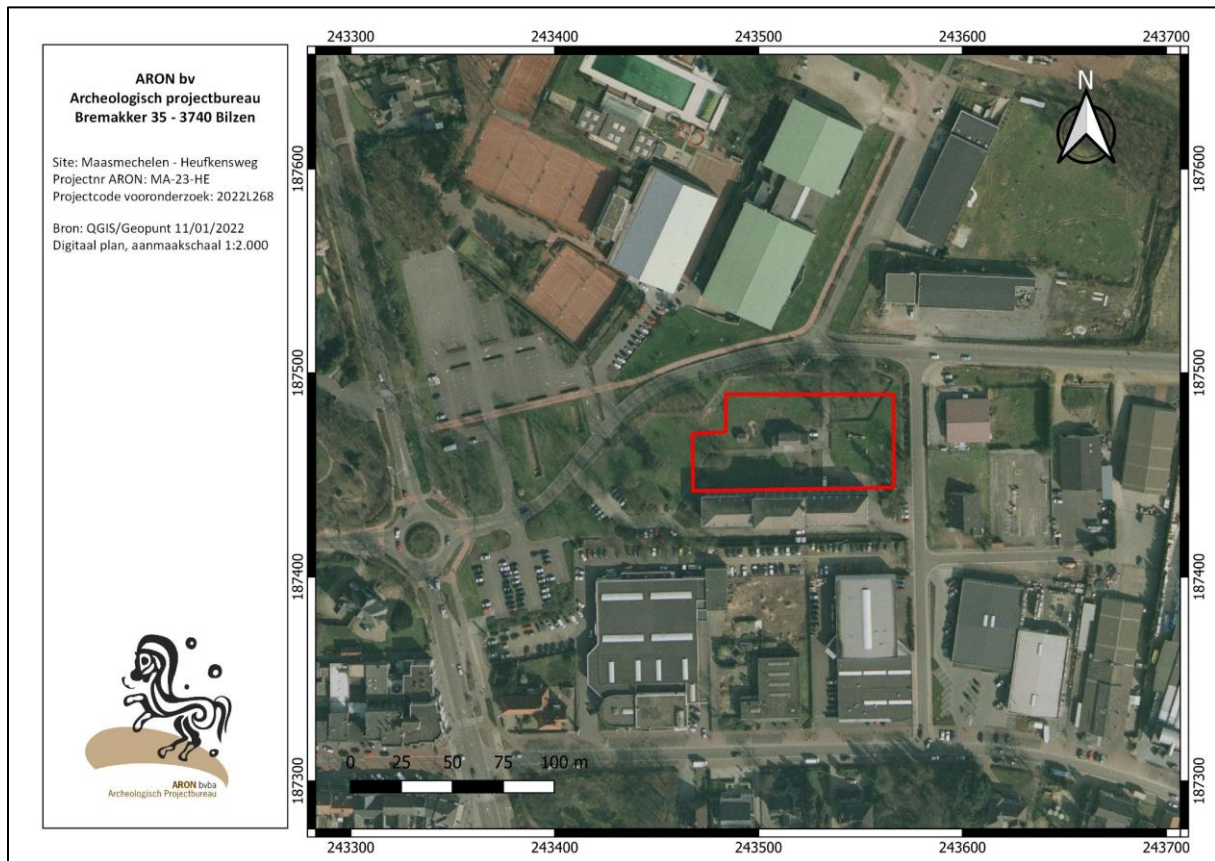 ARON bv
Archeologisch projectbureau
Bremakker 35 - 3740 Bilzen
Site: Maasmechelen - Heufkensweg
Projectnr ARON: MA-23-HE
Projectcode vooronderzoek: 2022L268
Bron: QGIS/Geopunt 11/01/2022
Digitaal plan, aanmaakschaal 1:2.000
ARON bvba
Archeologisch Projectbureau
243300 243400 243500 243600 243700
187600 187600
187500 187500
187400 187400
187300 187300
N
0 25 50 75 100 m
243300 243400 243500 243600 243700